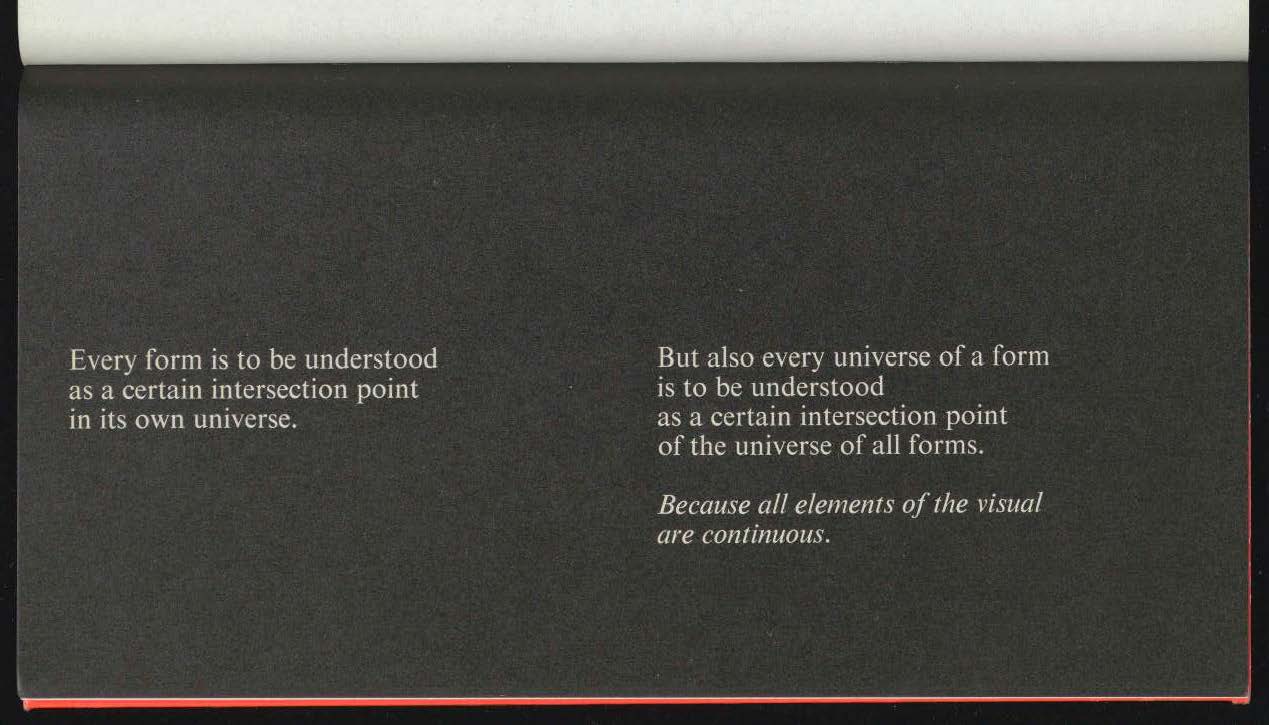 Every form is to be understood
as a certain intersection point
in its own universe.
But also every universe of a form
is to be understood
as a certain intersection point
of the universe of all forms.
Because all elements of the visual
are continuous.